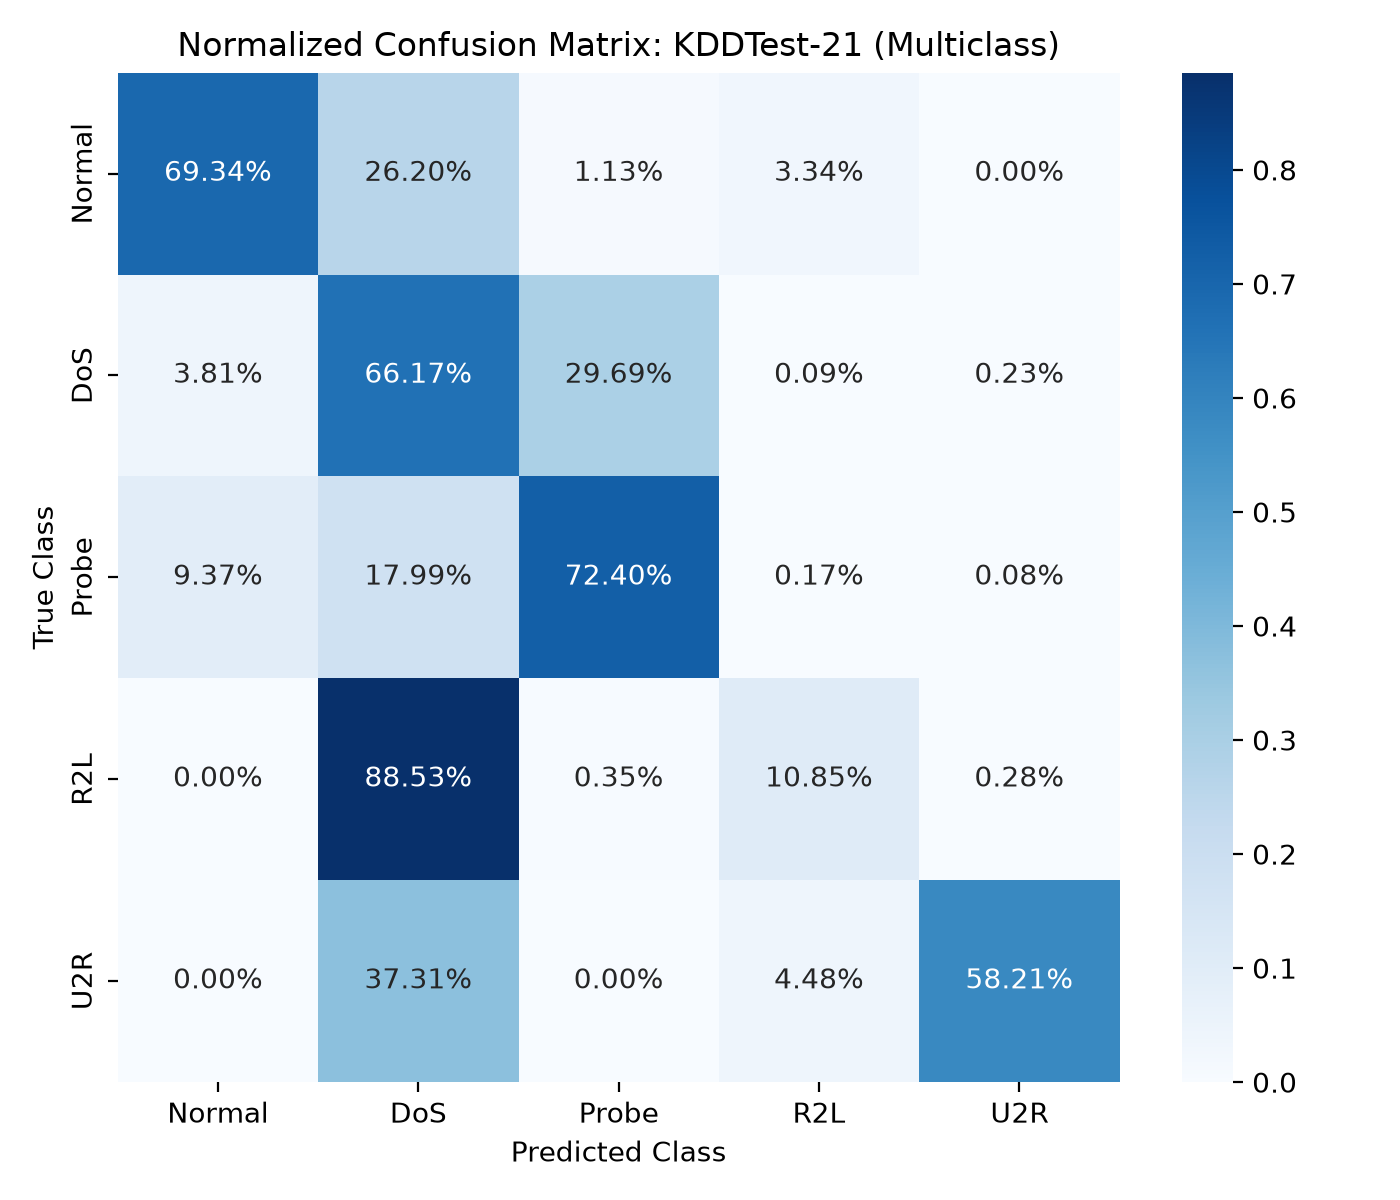 Normalized Confusion Matrix: KDDTest-21 (Multiclass)
True Class
Normal 69.34% 26.20% 1.13% 3.34% 0.00%
DoS 3.81% 66.17% 29.69% 0.09% 0.23%
Probe 9.37% 17.99% 72.40% 0.17% 0.08%
R2L 0.00% 88.53% 0.35% 10.85% 0.28%
U2R 0.00% 37.31% 0.00% 4.48% 58.21%
Normal DoS Probe R2L U2R
Predicted Class
0.8
0.7
0.6
0.5
0.4
0.3
0.2
0.1
0.0